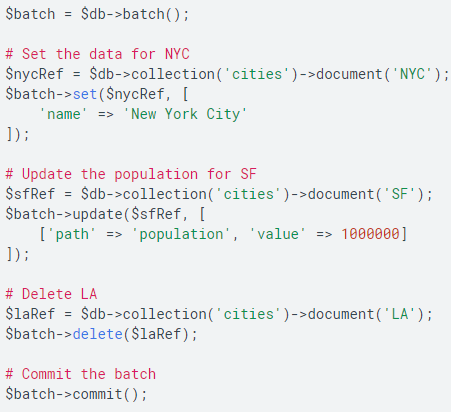 $batch = $db->batch();
# Set the data for NYC
$nycRef = $db->collection('cities')->document('NYC');
$batch->set($nycRef, [
    'name' => 'New York City'
]);
# Update the population for SF
$sfRef = $db->collection('cities')->document('SF');
$batch->update($sfRef, [
    ['path' => 'population', 'value' => 1000000]
]);
# Delete LA
$laRef = $db->collection('cities')->document('LA');
$batch->delete($laRef);
# Commit the batch
$batch->commit();